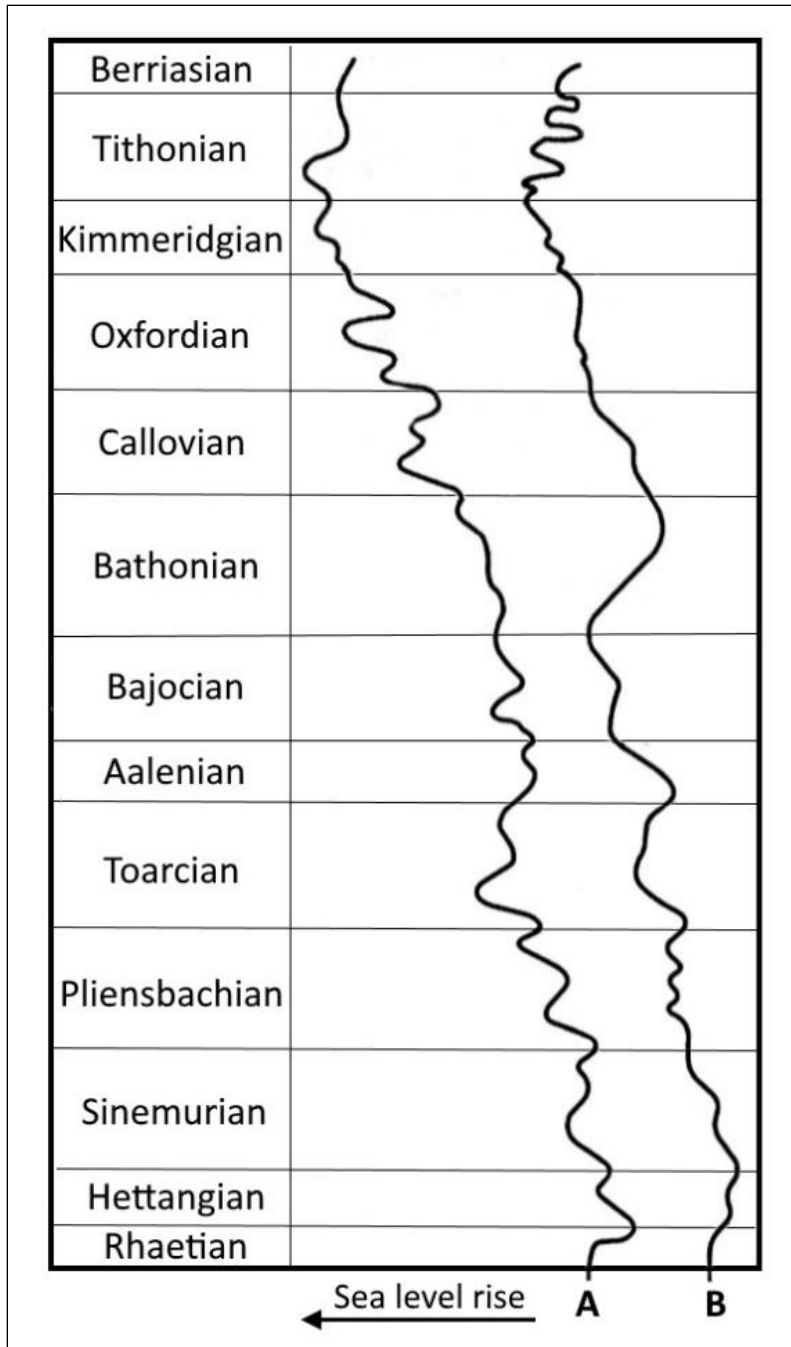 Berriasian
Tithonian
Kimmeridgian
Oxfordian
Callovian
Bathonian
Bajocian
Aalenian
Toarcian
Pliensbachian
Sinemurian
Hettangian
Rhaetian
Sea level rise A B